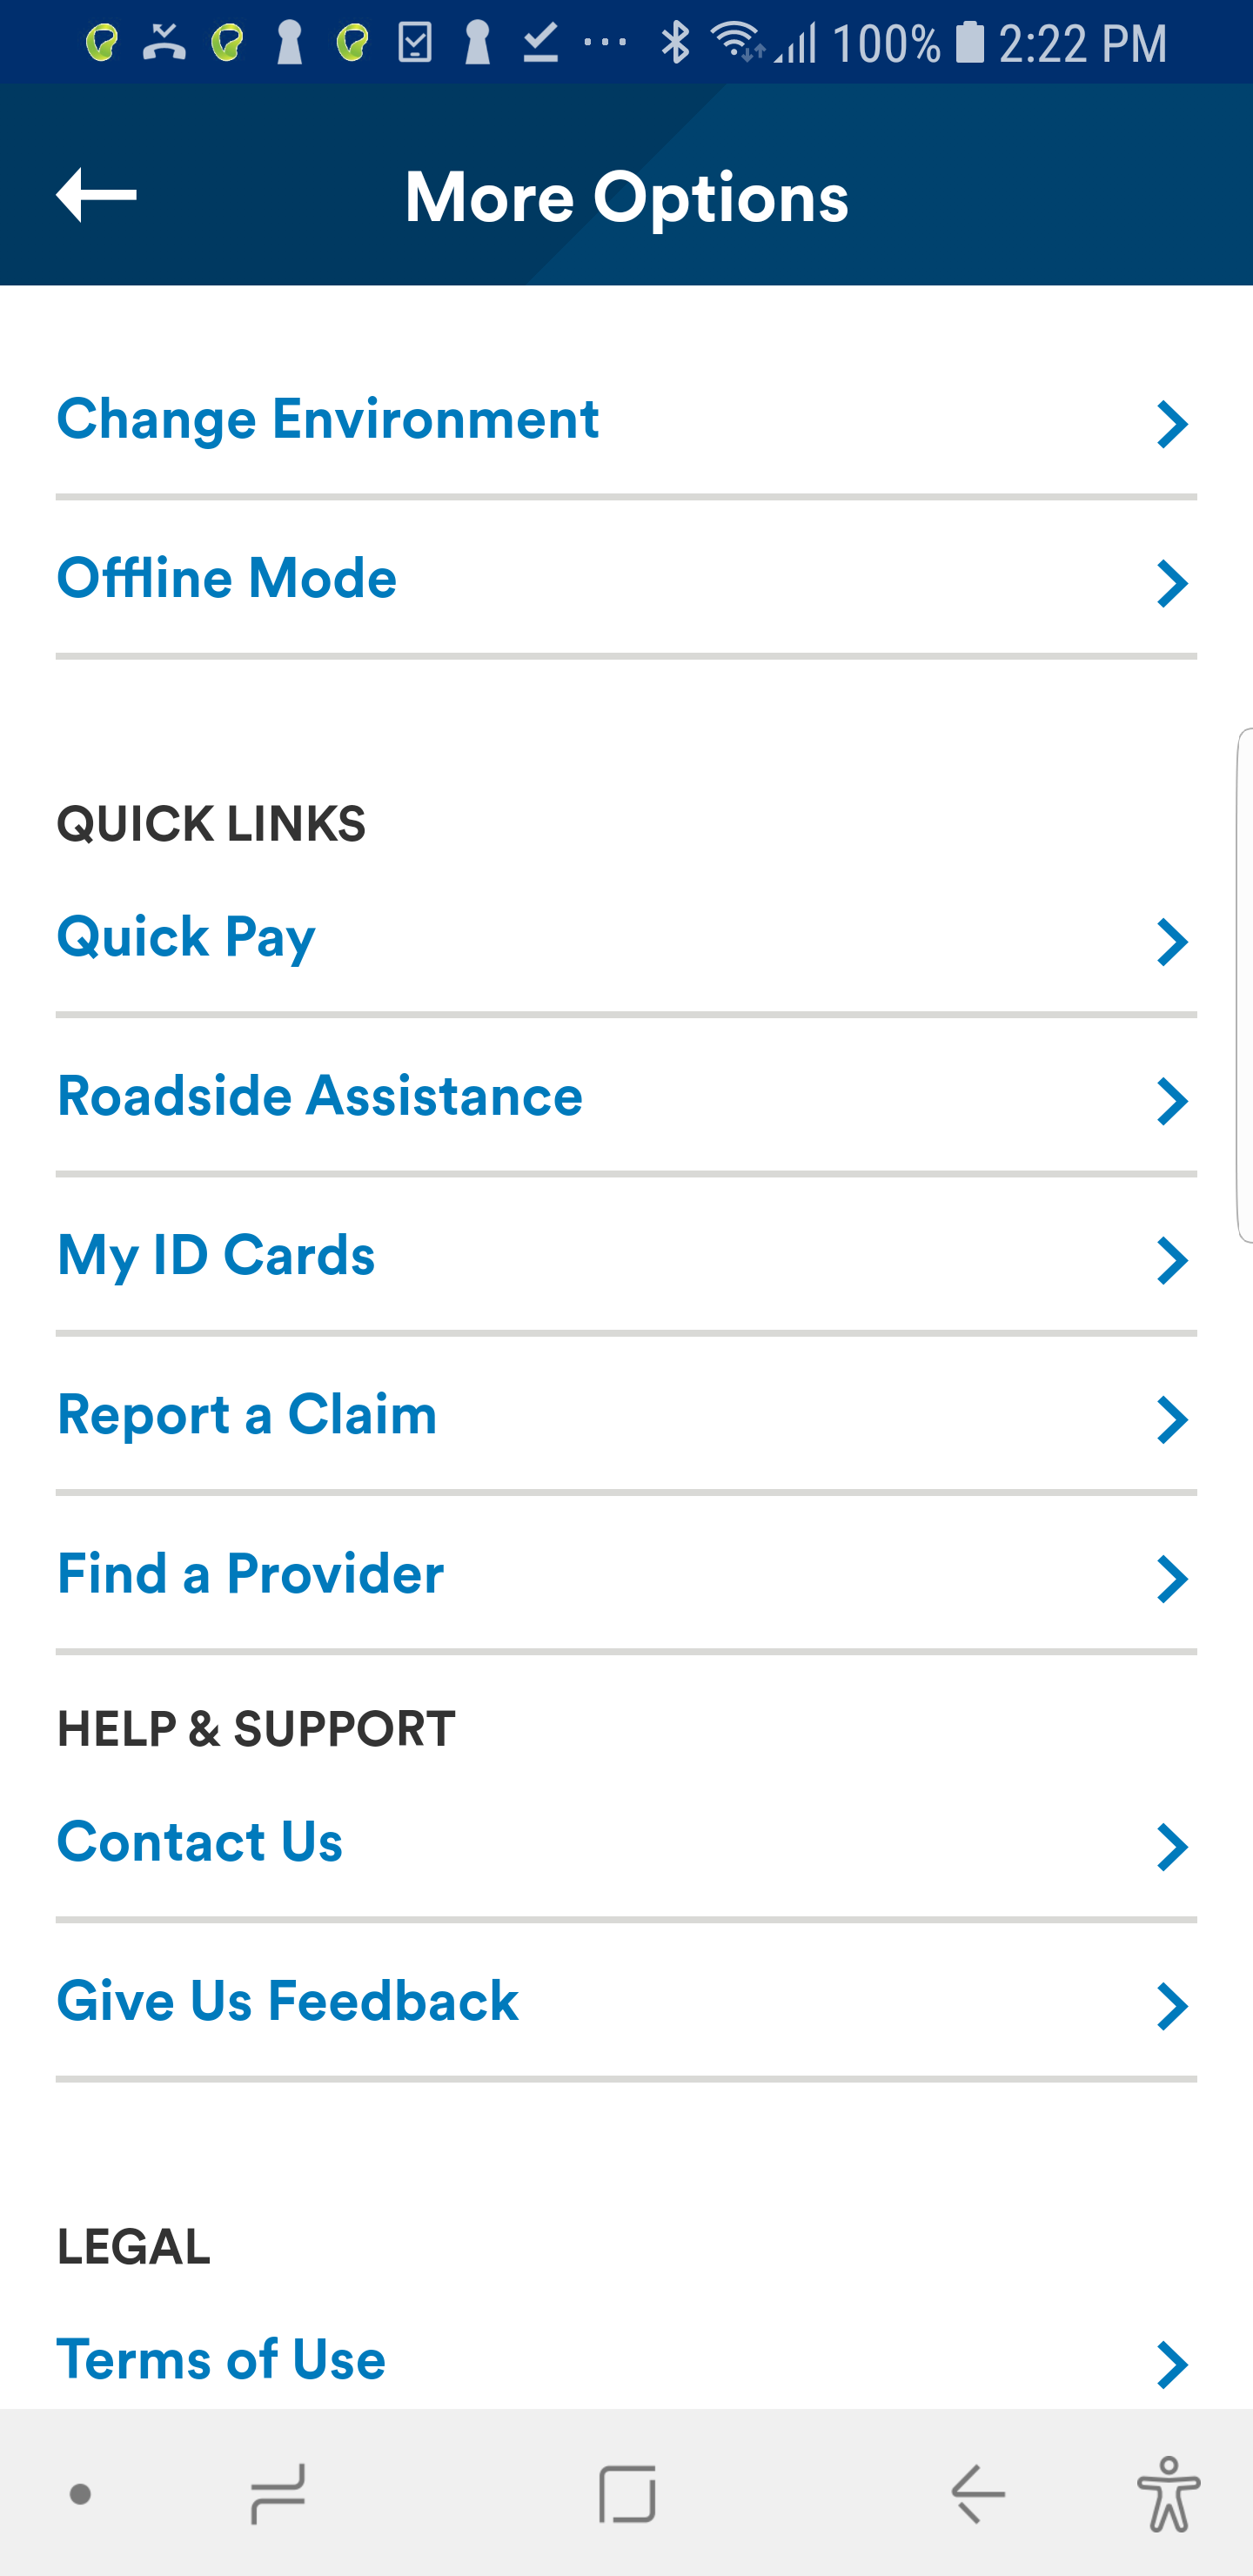 100% 2:22 PM
More Options
Change Environment
Offline Mode
QUICK LINKS
Quick Pay
Roadside Assistance
My ID Cards
Report a Claim
Find a Provider
HELP & SUPPORT
Contact Us
Give Us Feedback
LEGAL
Terms of Use